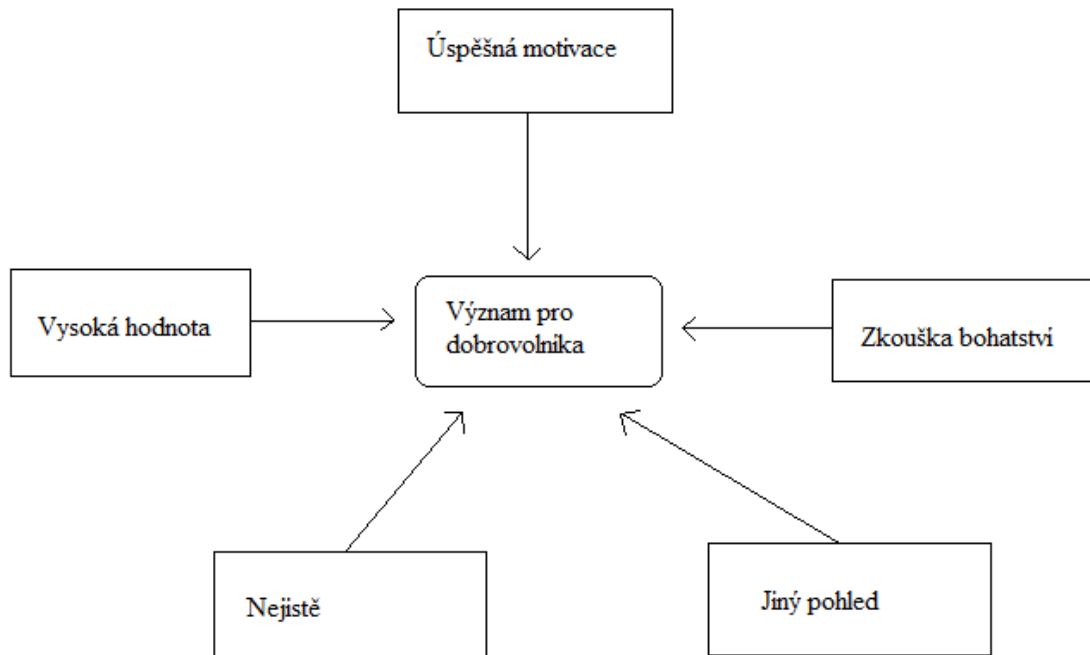 Úspěšná motivace
Vysoká hodnota
Význam pro
dobrovolníka
Zkouška bohatství
Nejistě
Jiný pohled